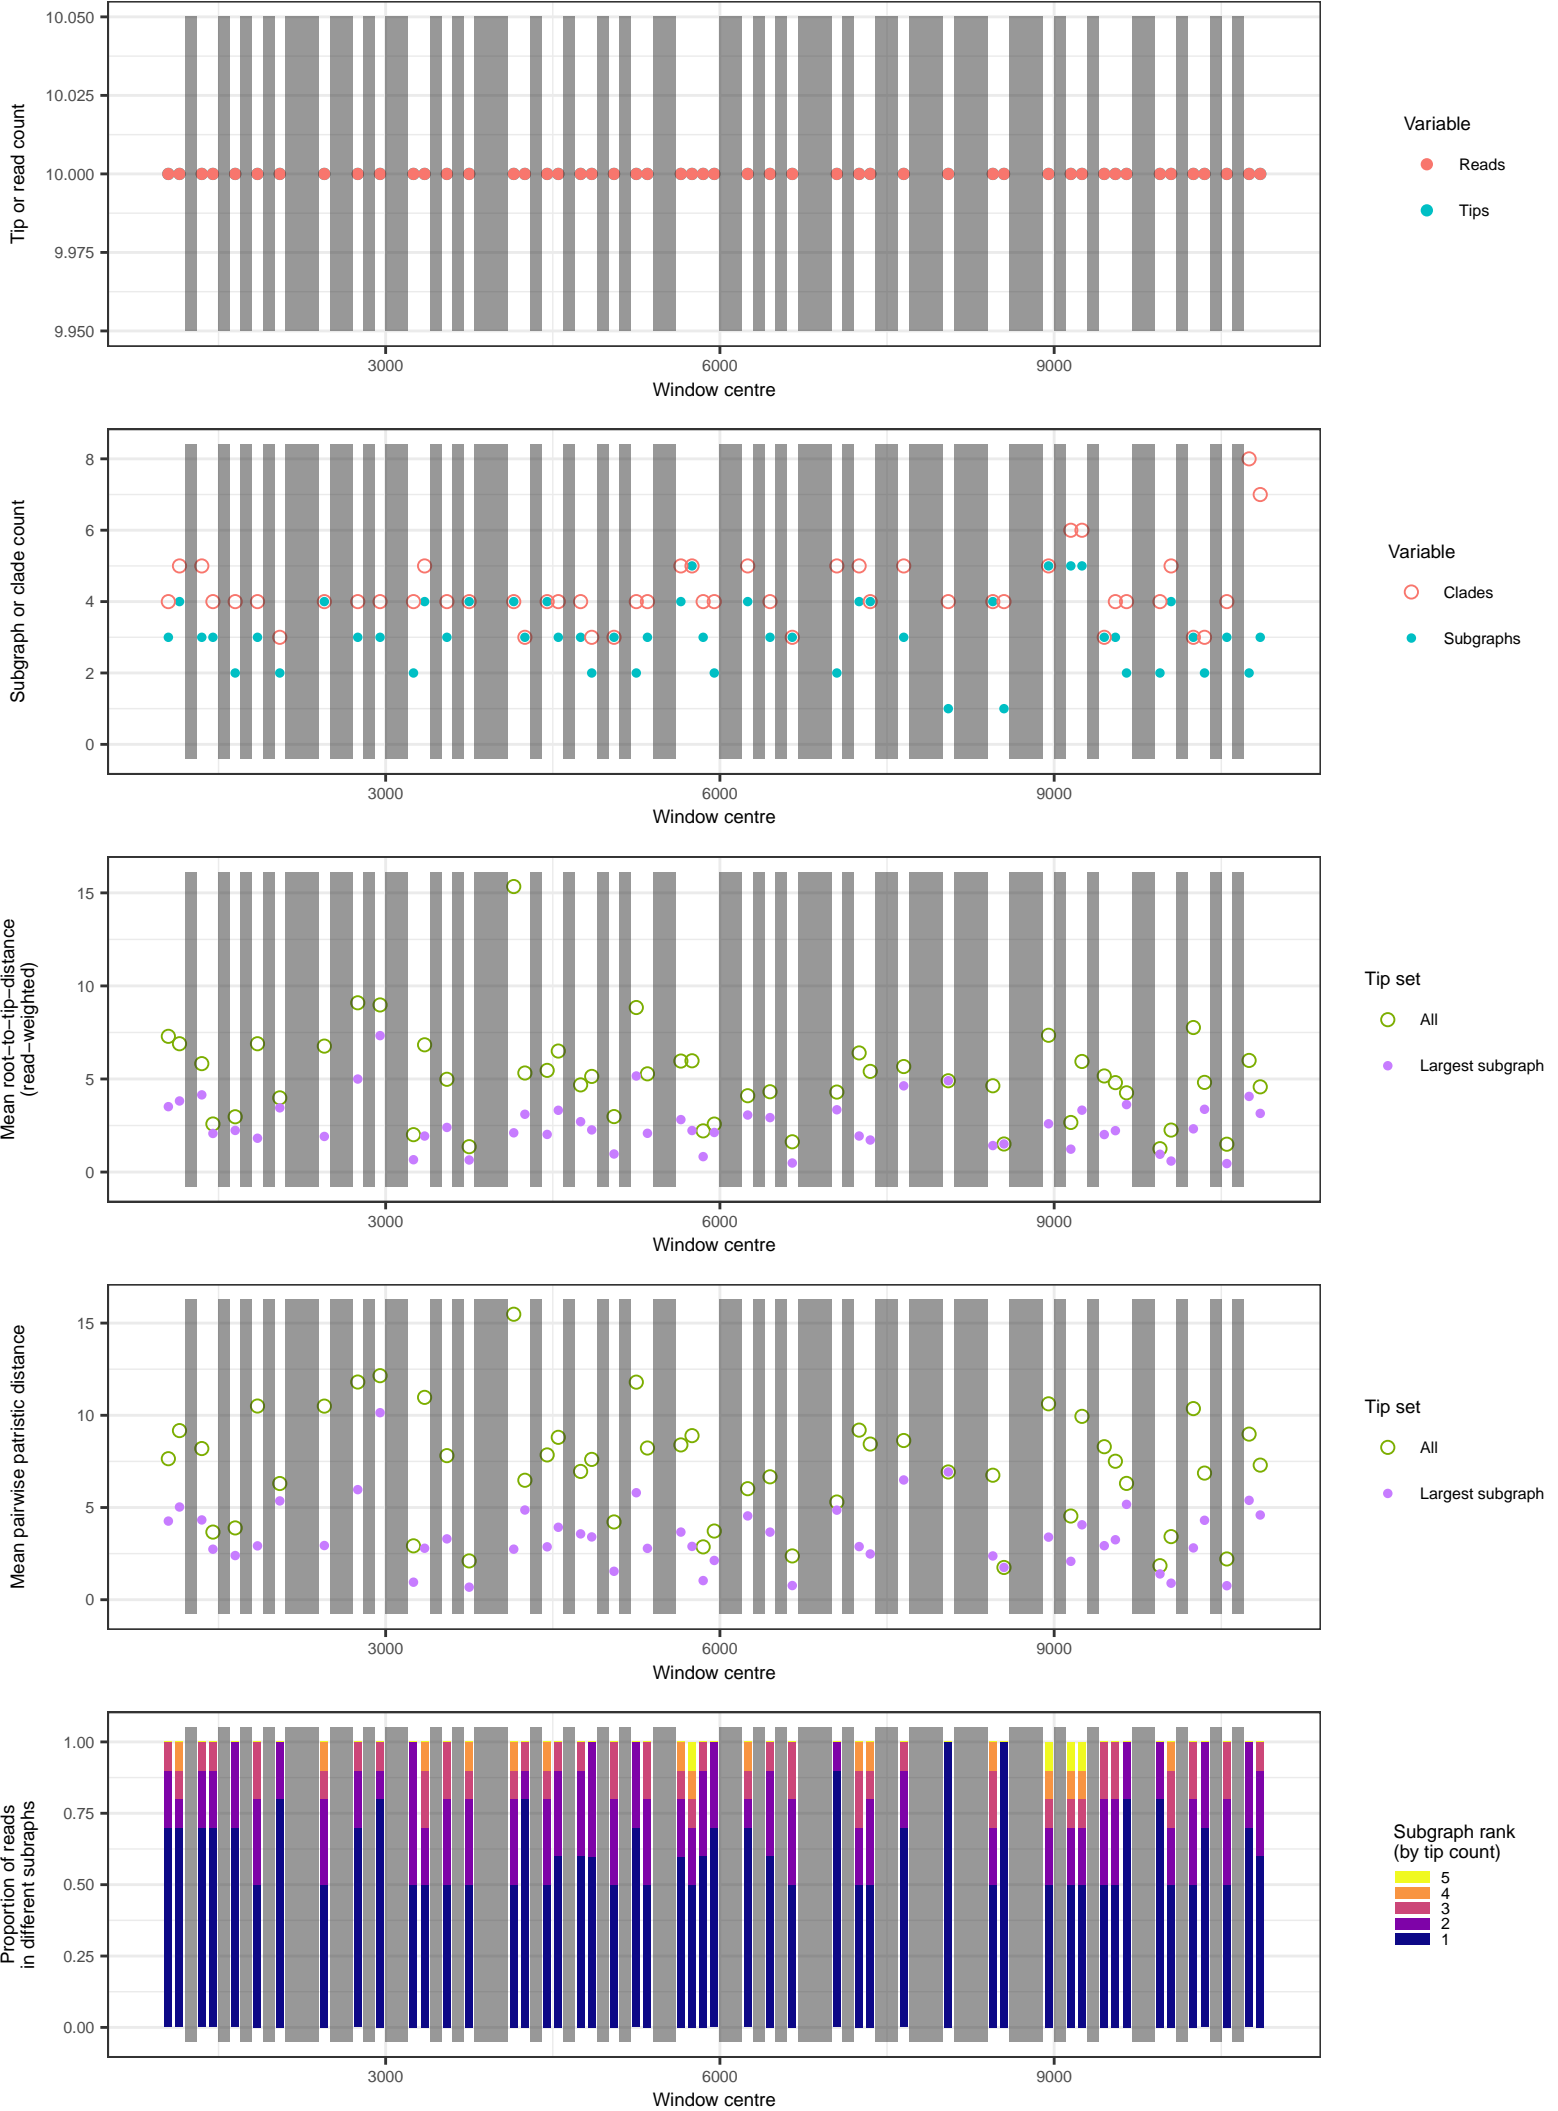 10.050
10.025
10.000
9.975
9.950
Tip or read count
3000
6000
9000
Window centre
Variable
Reads
Tips
8
6
4
2
0
Subgraph or clade count
3000
6000
9000
Window centre
Variable
Clades
Subgraphs
15
10
5
0
Mean root−to−tip−distance
(read−weighted)
3000
6000
9000
Window centre
Tip set
All
Largest subgraph
15
10
5
0
Mean pairwise patristic distance
3000
6000
9000
Window centre
Tip set
All
Largest subgraph
1.00
0.75
0.50
0.25
0.00
Proportion of reads
in different subraphs
3000
6000
9000
Window centre
Subgraph rank
(by tip count)
5
4
3
2
1